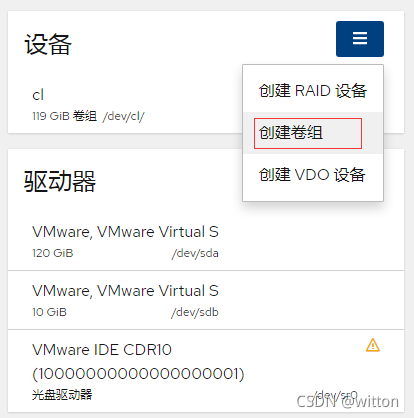 设备
cl
119 GiB 卷组 /dev/cl/
创建 RAID 设备
创建卷组
创建 VDO 设备
驱动器
VMware, VMware Virtual S
120 GiB /dev/sda
VMware, VMware Virtual S
10 GiB /dev/sdb
VMware IDE CDR10
(10000000000000000001)
光盘驱动器 /dev/sr0
CSDN @witton